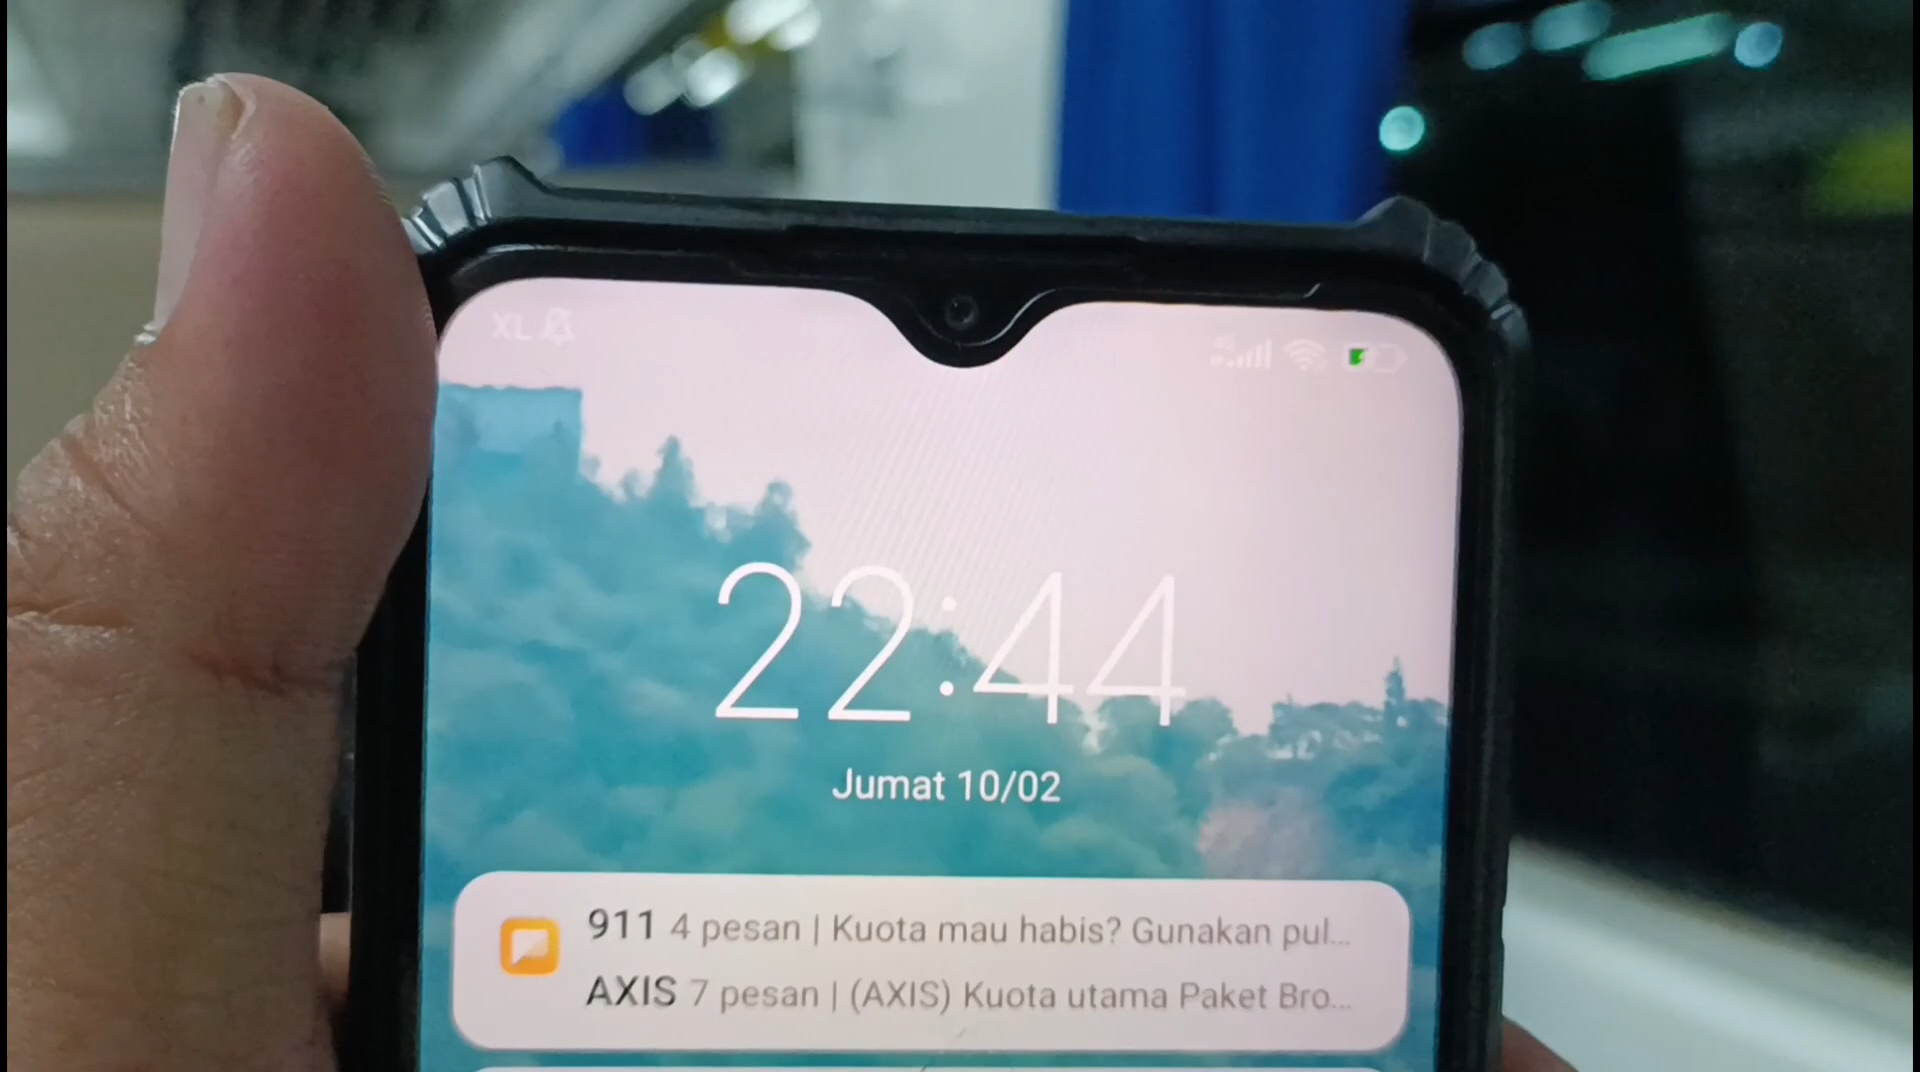 XL
22:44
Jumat 10/02
911 4 pesan | Kuota mau habis? Gunakan pul...
AXIS 7 pesan | (AXIS) Kuota utama Paket Bro...